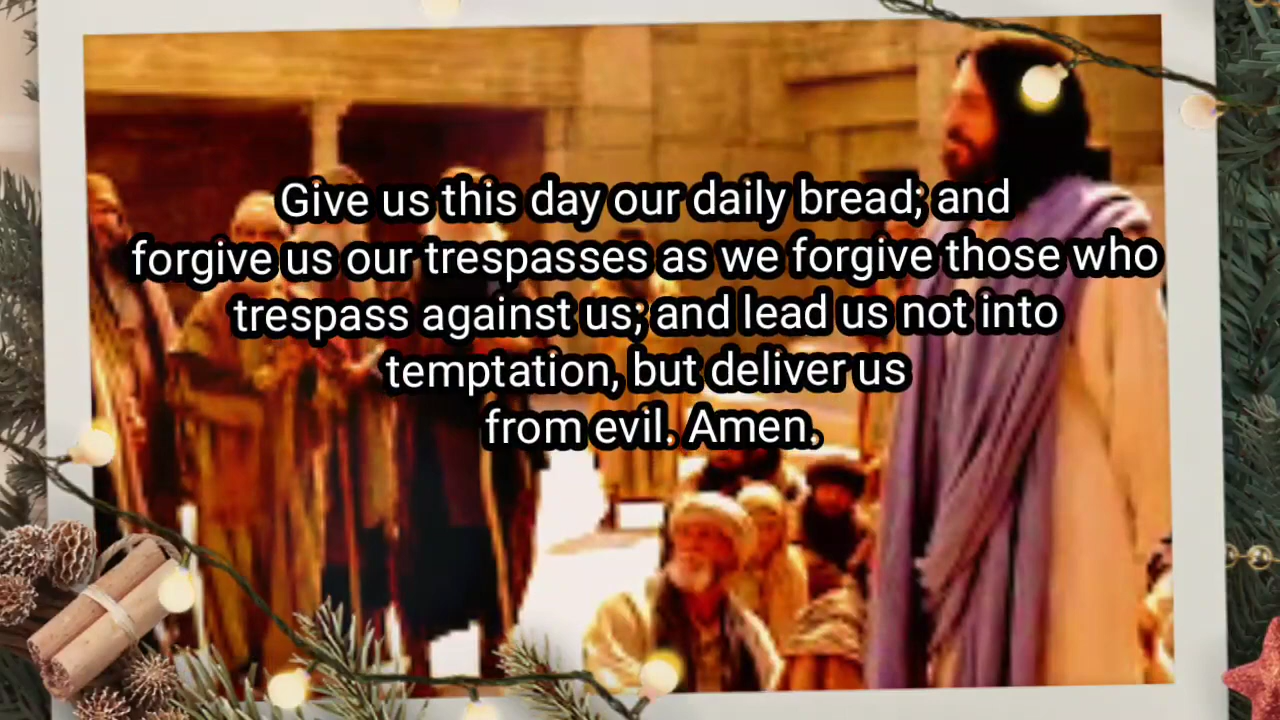 Give us this day our daily bread; and
forgive us our trespasses as we forgive those who
trespass against us; and lead us not into
temptation, but deliver us
from evil. Amen.